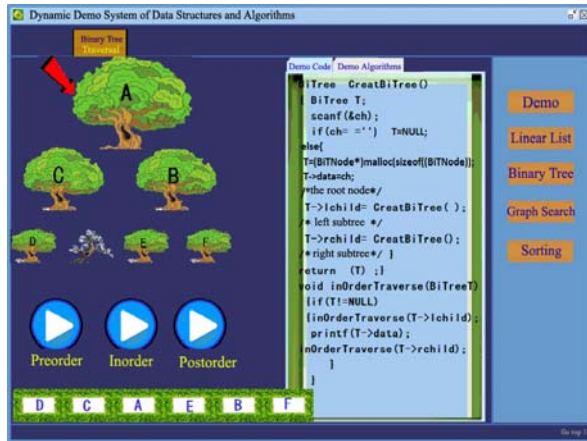 Dynamic Demo System of Data Structures and Algorithms
Binary Tree
Traversal
A
C B
D E F
Preorder Inorder Postorder
D C A E B F
Demo Code Demo Algorithms
BiTree CreatBiTree()
{ BiTree T;
scanf(&ch);
if(ch= ='') T=NULL;
else{
T=(BiTNode*)malloc(sizeof((BiTNode));
T->data=ch;
/*the root node*/
T->lchild= CreatBiTree( );
/* left subtree */
T->rchild= CreatBiTree();
/* right subtree*/ }
return (T) ;}
void inOrderTraverse(BiTreeT)
{if(T!=NULL)
{inOrderTraverse(T->lchild);
printf(T->data);
inOrderTraverse(T->rchild);
}
}
Demo
Linear List
Binary Tree
Graph Search
Sorting
Go top